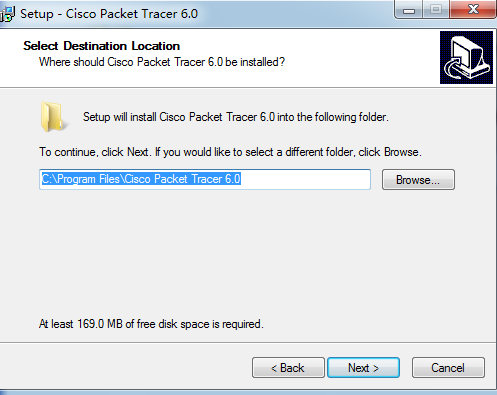 Setup - Cisco Packet Tracer 6.0
Select Destination Location
Where should Cisco Packet Tracer 6.0 be installed?
Setup will install Cisco Packet Tracer 6.0 into the following folder.
To continue, click Next. If you would like to select a different folder, click Browse.
C:\Program Files\Cisco Packet Tracer 6.0
Browse...
At least 169.0 MB of free disk space is required.
< Back
Next >
Cancel